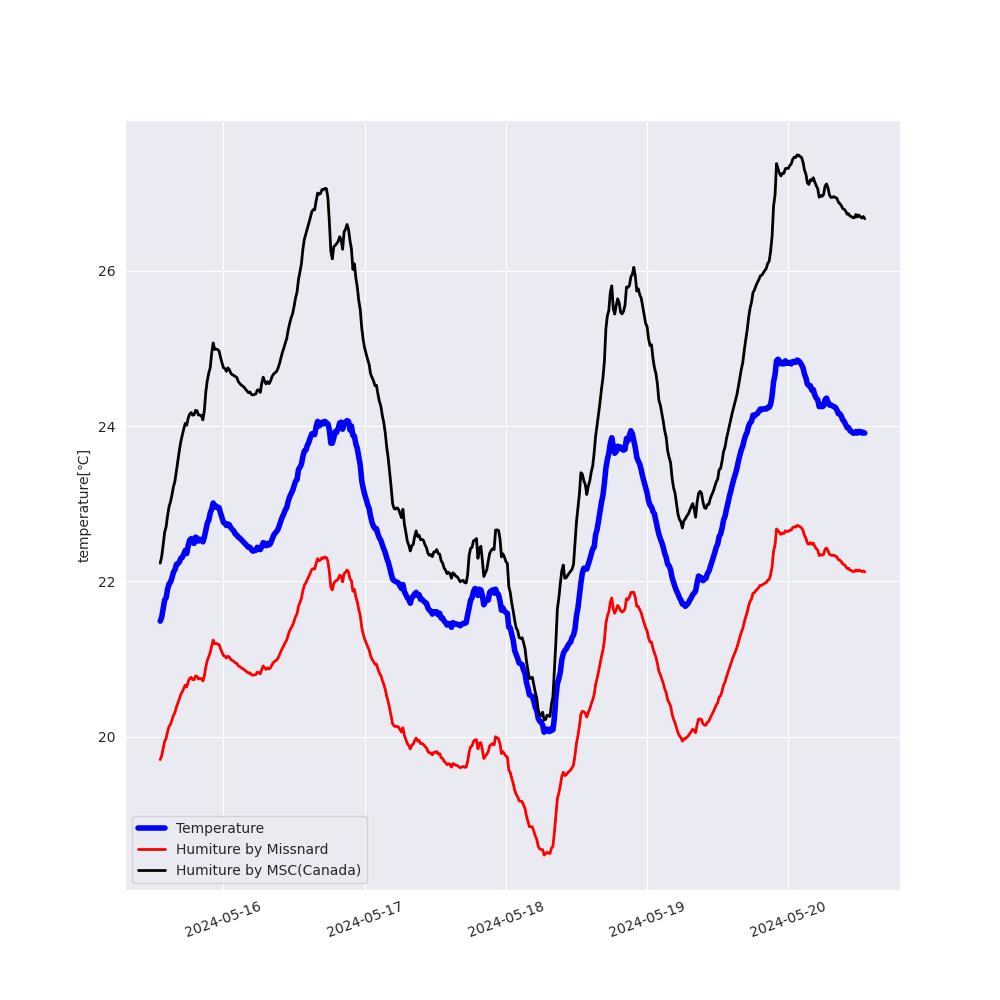 26
24
22
20
temperature[℃]
Temperature
Humiture by Missnard
Humiture by MSC(Canada)
2024-05-16
2024-05-17
2024-05-18
2024-05-19
2024-05-20